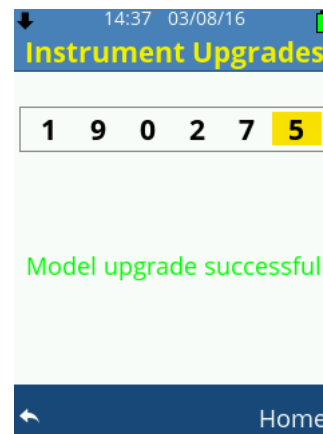 14:37 03/08/16
Instrument Upgrades
1 9 0 2 7 5
Model upgrade successful
Home